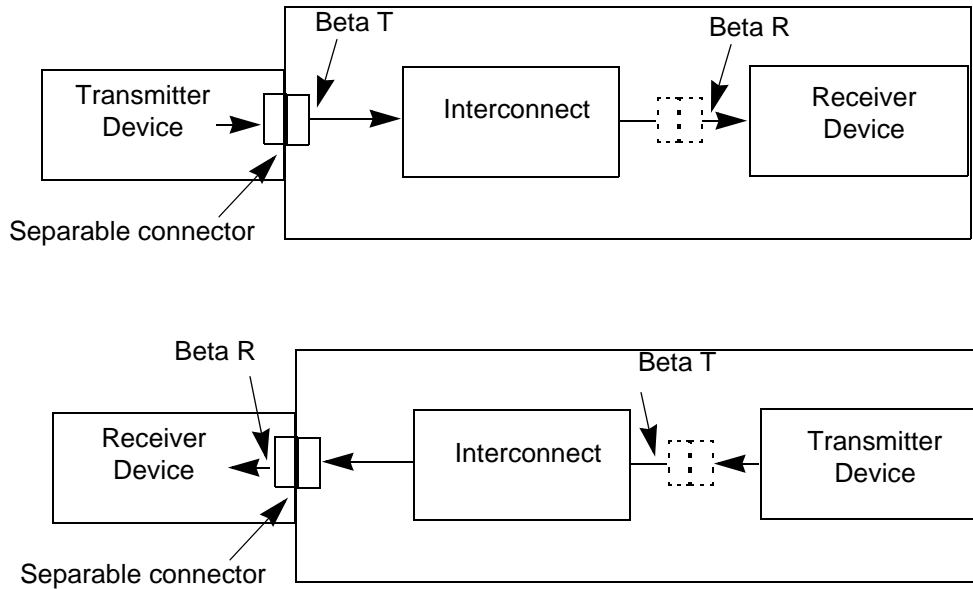 Beta T
Beta R
Transmitter
Device
Interconnect
Receiver
Device
Separable connector
Beta R
Beta T
Receiver
Device
Interconnect
Transmitter
Device
Separable connector